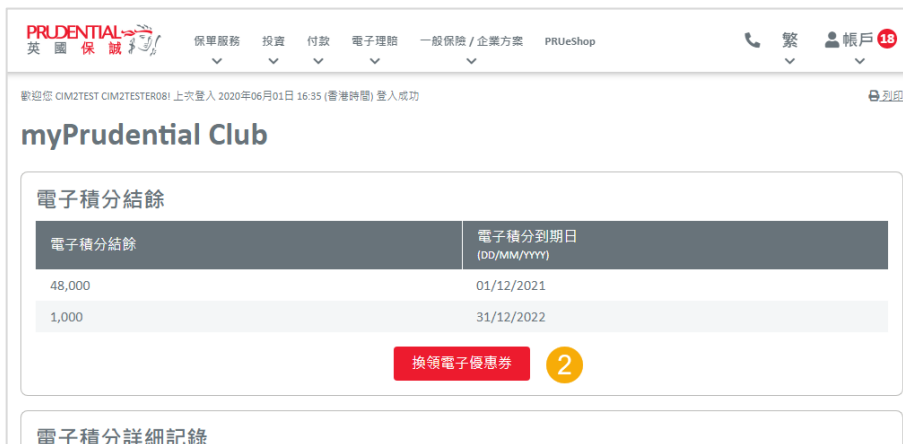 PRUDENTIAL
英國保誠
保單服務 投資 付款 電子理賠 一般保險 / 企業方案 PRUeShop 繁 帳戶 18
歡迎您 CIM2TEST CIM2TESTER08! 上次登入 2020年06月01日 16:35 (香港時間) 登入成功 列印
myPrudential Club
電子積分結餘
電子積分結餘 電子積分到期日
(DD/MM/YYYY)
48,000 01/12/2021
1,000 31/12/2022
換領電子優惠券 2
電子積分詳細記錄